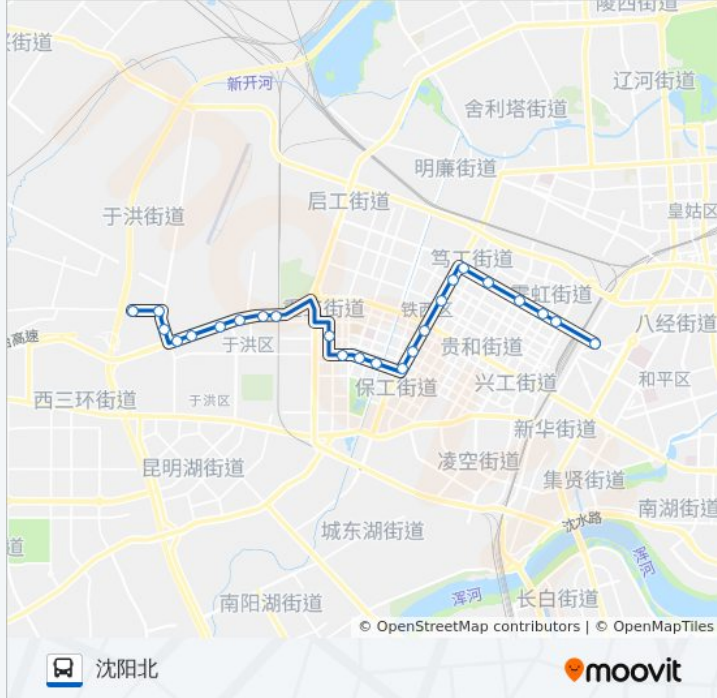 陵西街道
街道
辽河街道
新开河
舍利塔街道
明廉街道
启工街道
于洪街道
皇姑区
笃工街道
霁虹街道
街道
铁西区
八经街道
高速
于洪区
贵和街道
和平区
保工街道
兴工街道
西三环街道
于洪区
新华街道
昆明湖街道
凌空街道
集贤街道
南湖街道
沈水路
城东湖街道
道
浑河
浑河
南阳湖街道
长白街道
© OpenStreetMap contributors | © OpenMapTiles
沈阳北
moovit